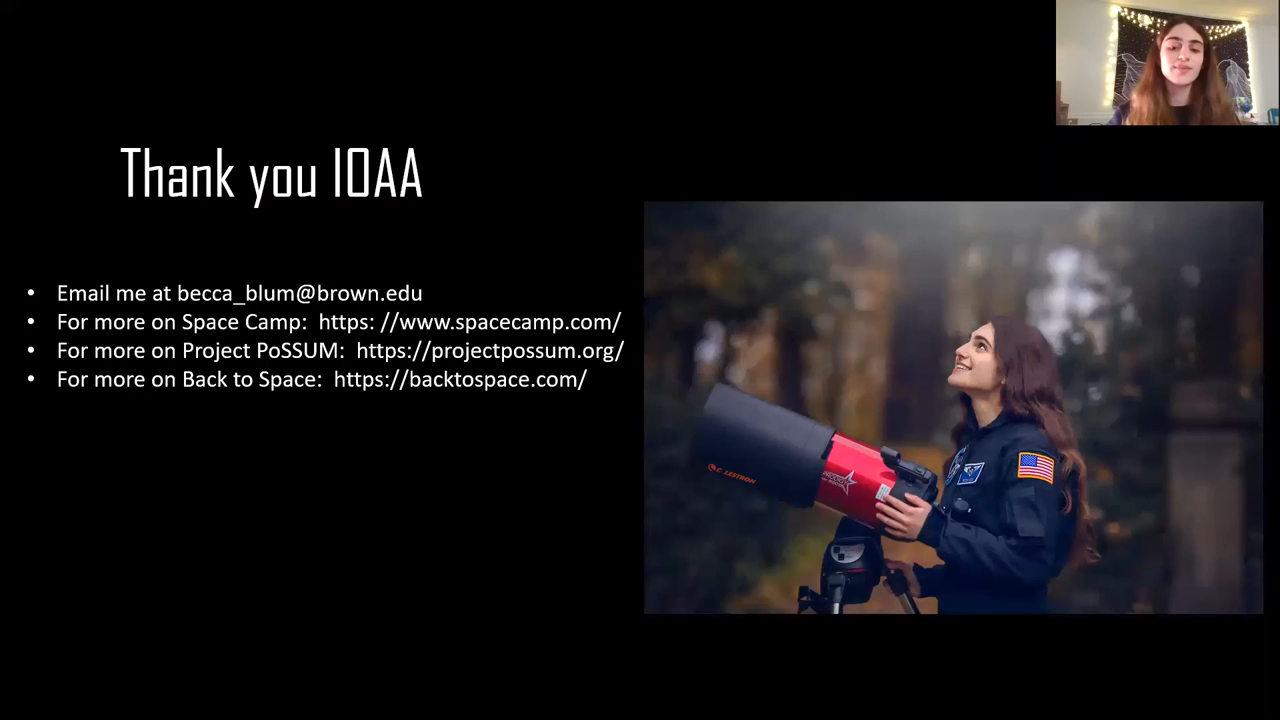 Thank you IOAA
• Email me at becca_blum@brown.edu
• For more on Space Camp:  https: //www.spacecamp.com/
• For more on Project PoSSUM:  https://projectpossum.org/
• For more on Back to Space:  https://backtospace.com/
C. LESTRON